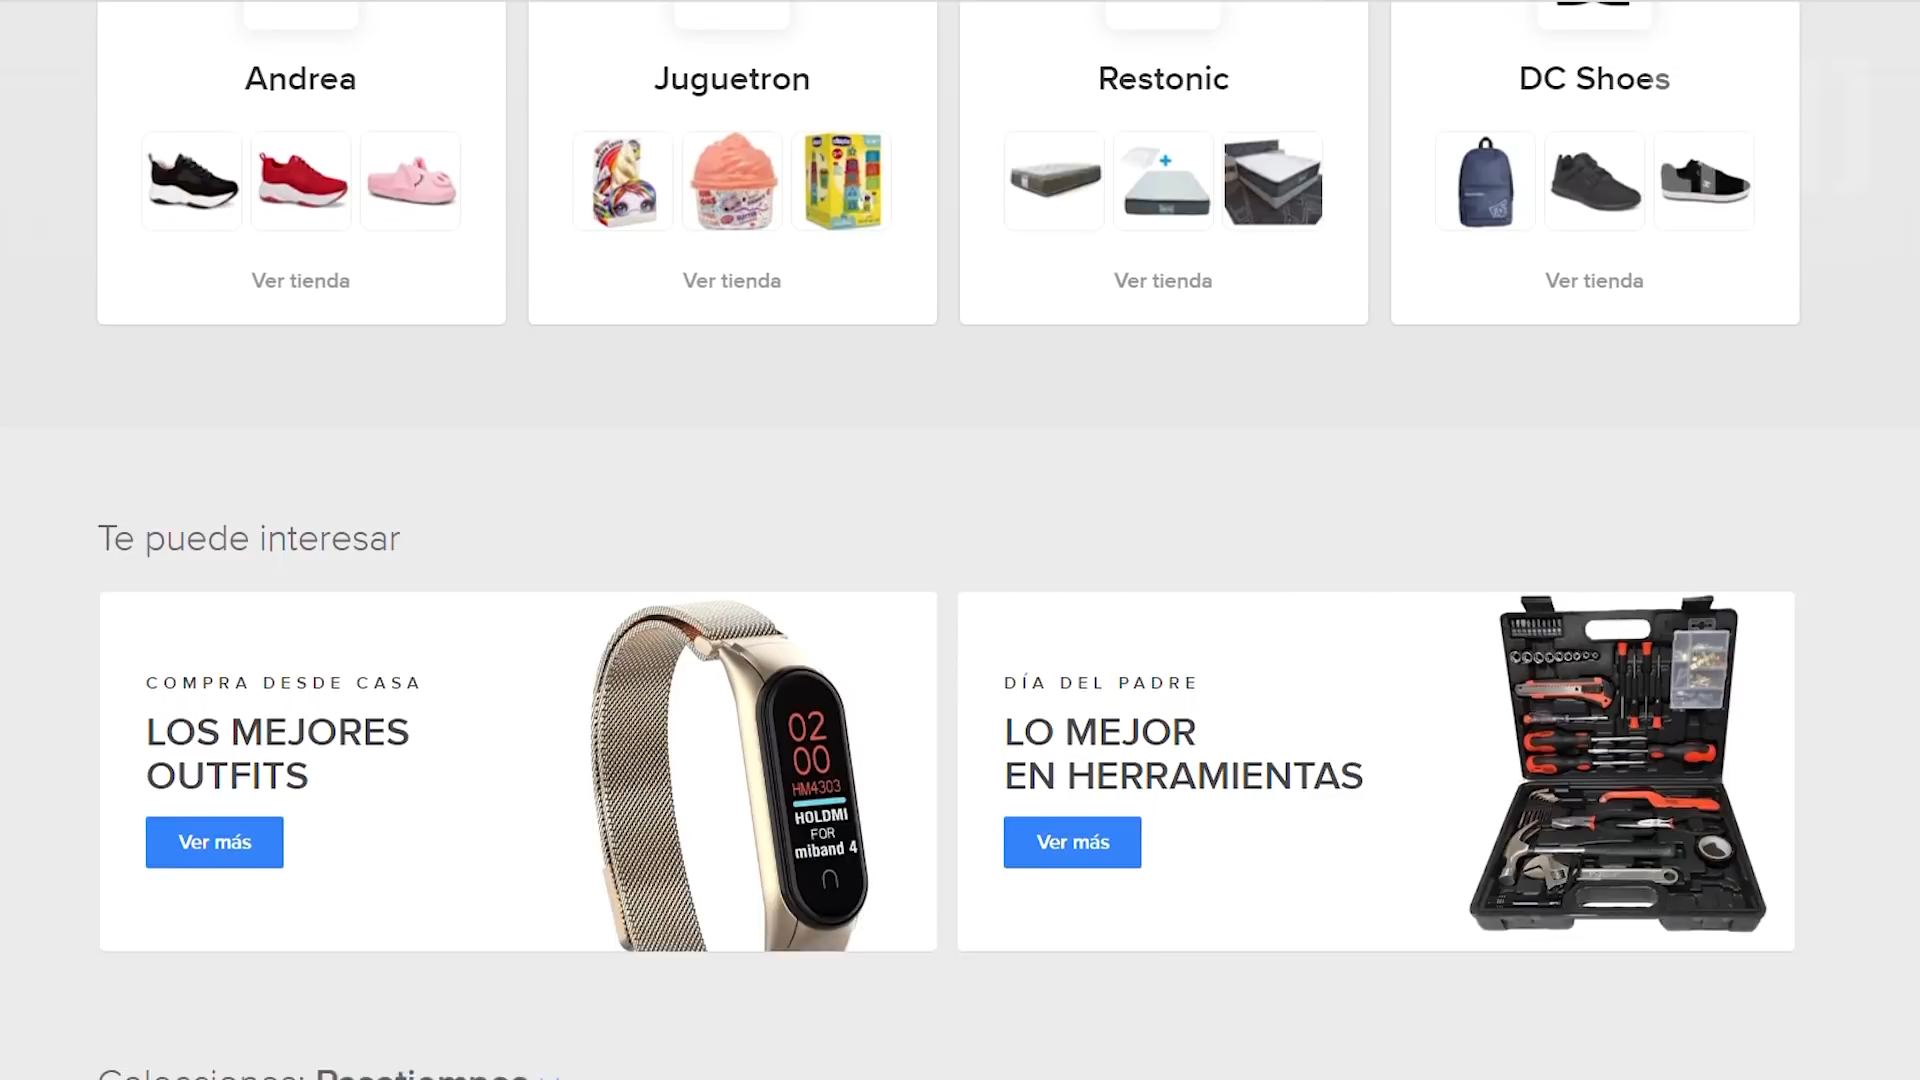 Andrea
Juguetron
Restonic
DC Shoes
Ver tienda
Ver tienda
Ver tienda
Ver tienda
Te puede interesar
COMPRA DESDE CASA
LOS MEJORES
OUTFITS
Ver más
02
00
HM4303
HOLDMI
FOR
miband 4
DÍA DEL PADRE
LO MEJOR
EN HERRAMIENTAS
Ver más
Colecciones: Pasatiempos